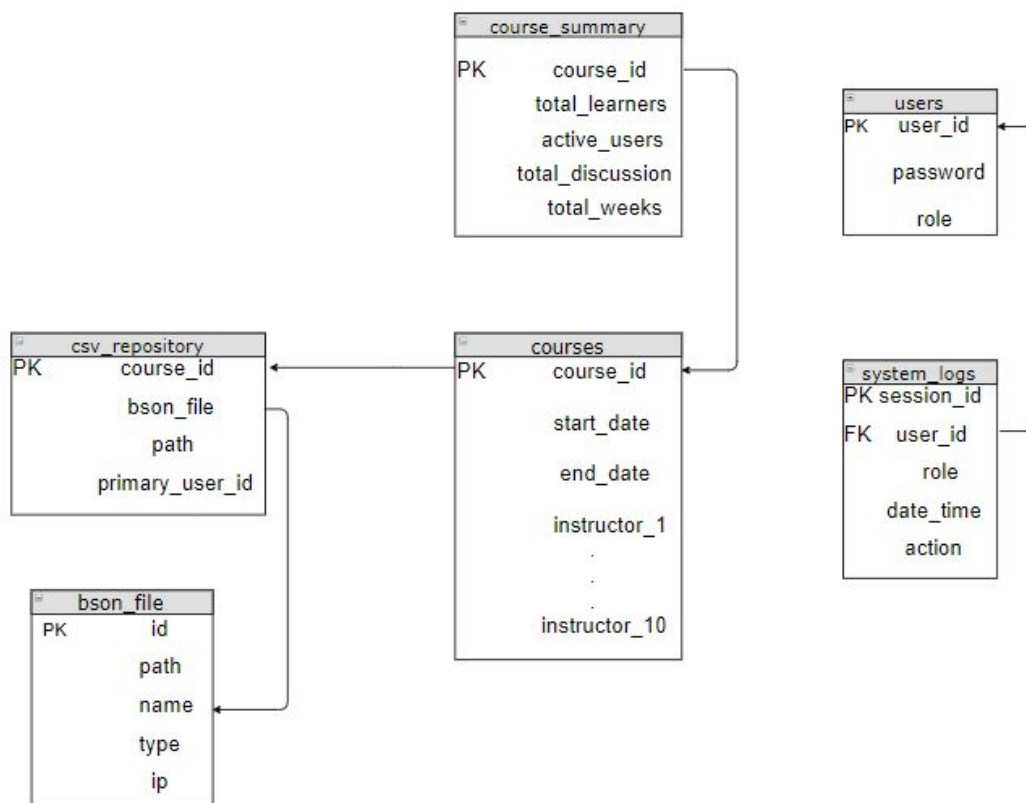 course_summary
PK course_id
total_learners
active_users
total_discussion
total_weeks
users
PK user_id
password
role
csv_repository
PK course_id
bson_file
path
primary_user_id
courses
PK course_id
start_date
end_date
instructor_1
.
.
.
instructor_10
system_logs
PK session_id
FK user_id
role
date_time
action
bson_file
PK id
path
name
type
ip